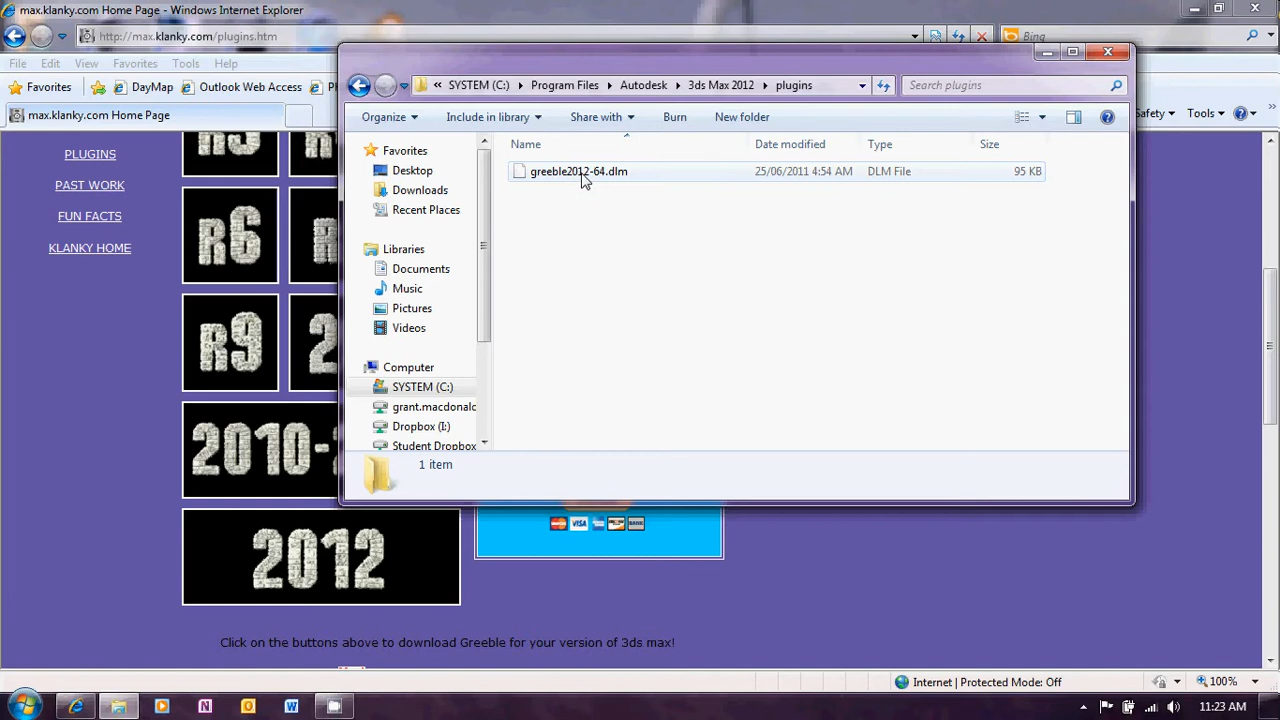 max.klanky.com Home Page - Windows Internet Explorer
http://max.klanky.com/plugins.htm
Bing
File Edit View Favorites Tools Help
Favorites DayMap Outlook Web Access
max.klanky.com Home Page
Safety Tools
PLUGINS
PAST WORK
FUN FACTS
KLANKY HOME
R6
R9
2010-
2012
Click on the buttons above to download Greeble for your version of 3ds max!
« SYSTEM (C:) Program Files Autodesk 3ds Max 2012 plugins
Search plugins
Organize Include in library Share with Burn New folder
Name Date modified Type Size
greeble2012-64.dlm 25/06/2011 4:54 AM DLM File 95 KB
Favorites
Desktop
Downloads
Recent Places
Libraries
Documents
Music
Pictures
Videos
Computer
SYSTEM (C:)
grant.macdonald
Dropbox (I:)
Student Dropbox
1 item
VISA
BANK
Internet | Protected Mode: Off
100%
11:23 AM